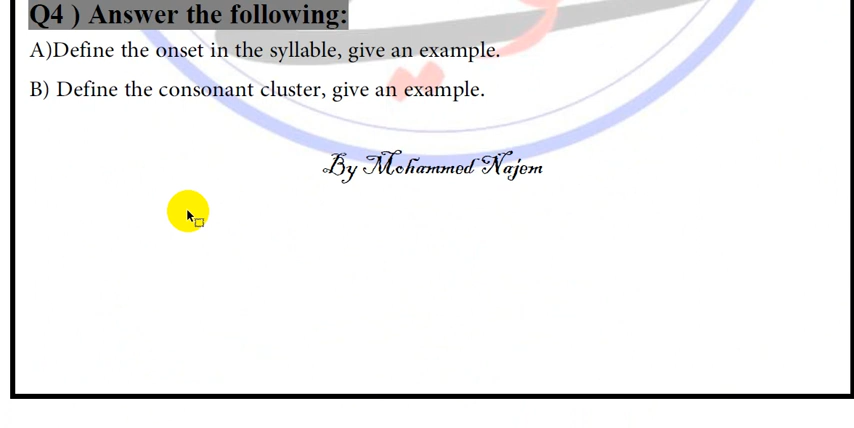 Q4 ) Answer the following:
A)Define the onset in the syllable, give an example.
B) Define the consonant cluster, give an example.
By Mohammed Najem